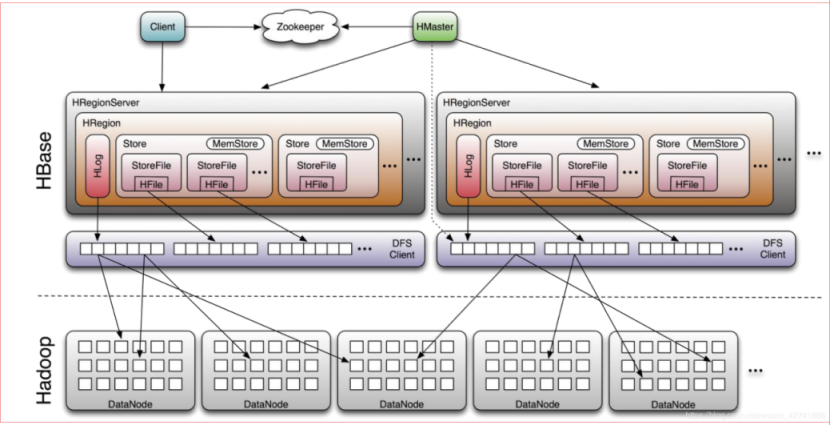 Client
Zookeeper
HMaster
HBase
HRegionServer
HRegion
HLog
Store
MemStore
StoreFile
HFile
StoreFile
HFile
...
Store
MemStore
StoreFile
HFile
...
...
HRegionServer
HRegion
HLog
Store
MemStore
StoreFile
HFile
StoreFile
HFile
...
Store
MemStore
StoreFile
HFile
...
...
...
...
DFS
Client
...
DFS
Client
Hadoop
DataNode
DataNode
DataNode
DataNode
DataNode
...